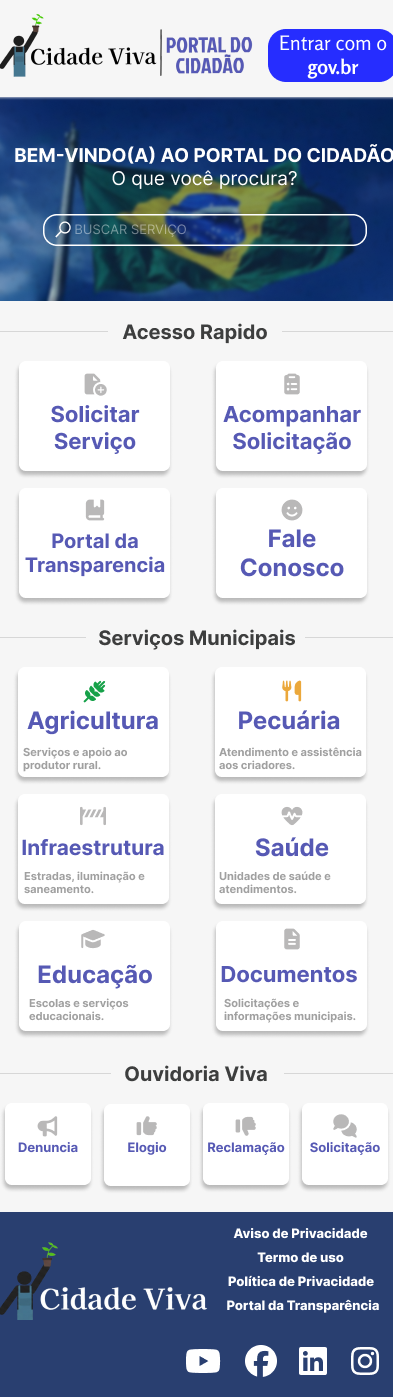 Cidade Viva
PORTAL DO
CIDADÃO
Entrar com o
gov.br
BEM-VINDO(A) AO PORTAL DO CIDADÃO
O que você procura?
BUSCAR SERVIÇO
Acesso Rapido
Solicitar
Serviço
Acompanhar
Solicitação
Portal da
Transparencia
Fale
Conosco
Serviços Municipais
Agricultura
Serviços e apoio ao
produtor rural.
Pecuária
Atendimento e assistência
aos criadores.
Infraestrutura
Estradas, iluminação e
saneamento.
Saúde
Unidades de saúde e
atendimentos.
Educação
Escolas e serviços
educacionais.
Documentos
Solicitações e
informações municipais.
Ouvidoria Viva
Denuncia
Elogio
Reclamação
Solicitação
Cidade Viva
Aviso de Privacidade
Termo de uso
Política de Privacidade
Portal da Transparência